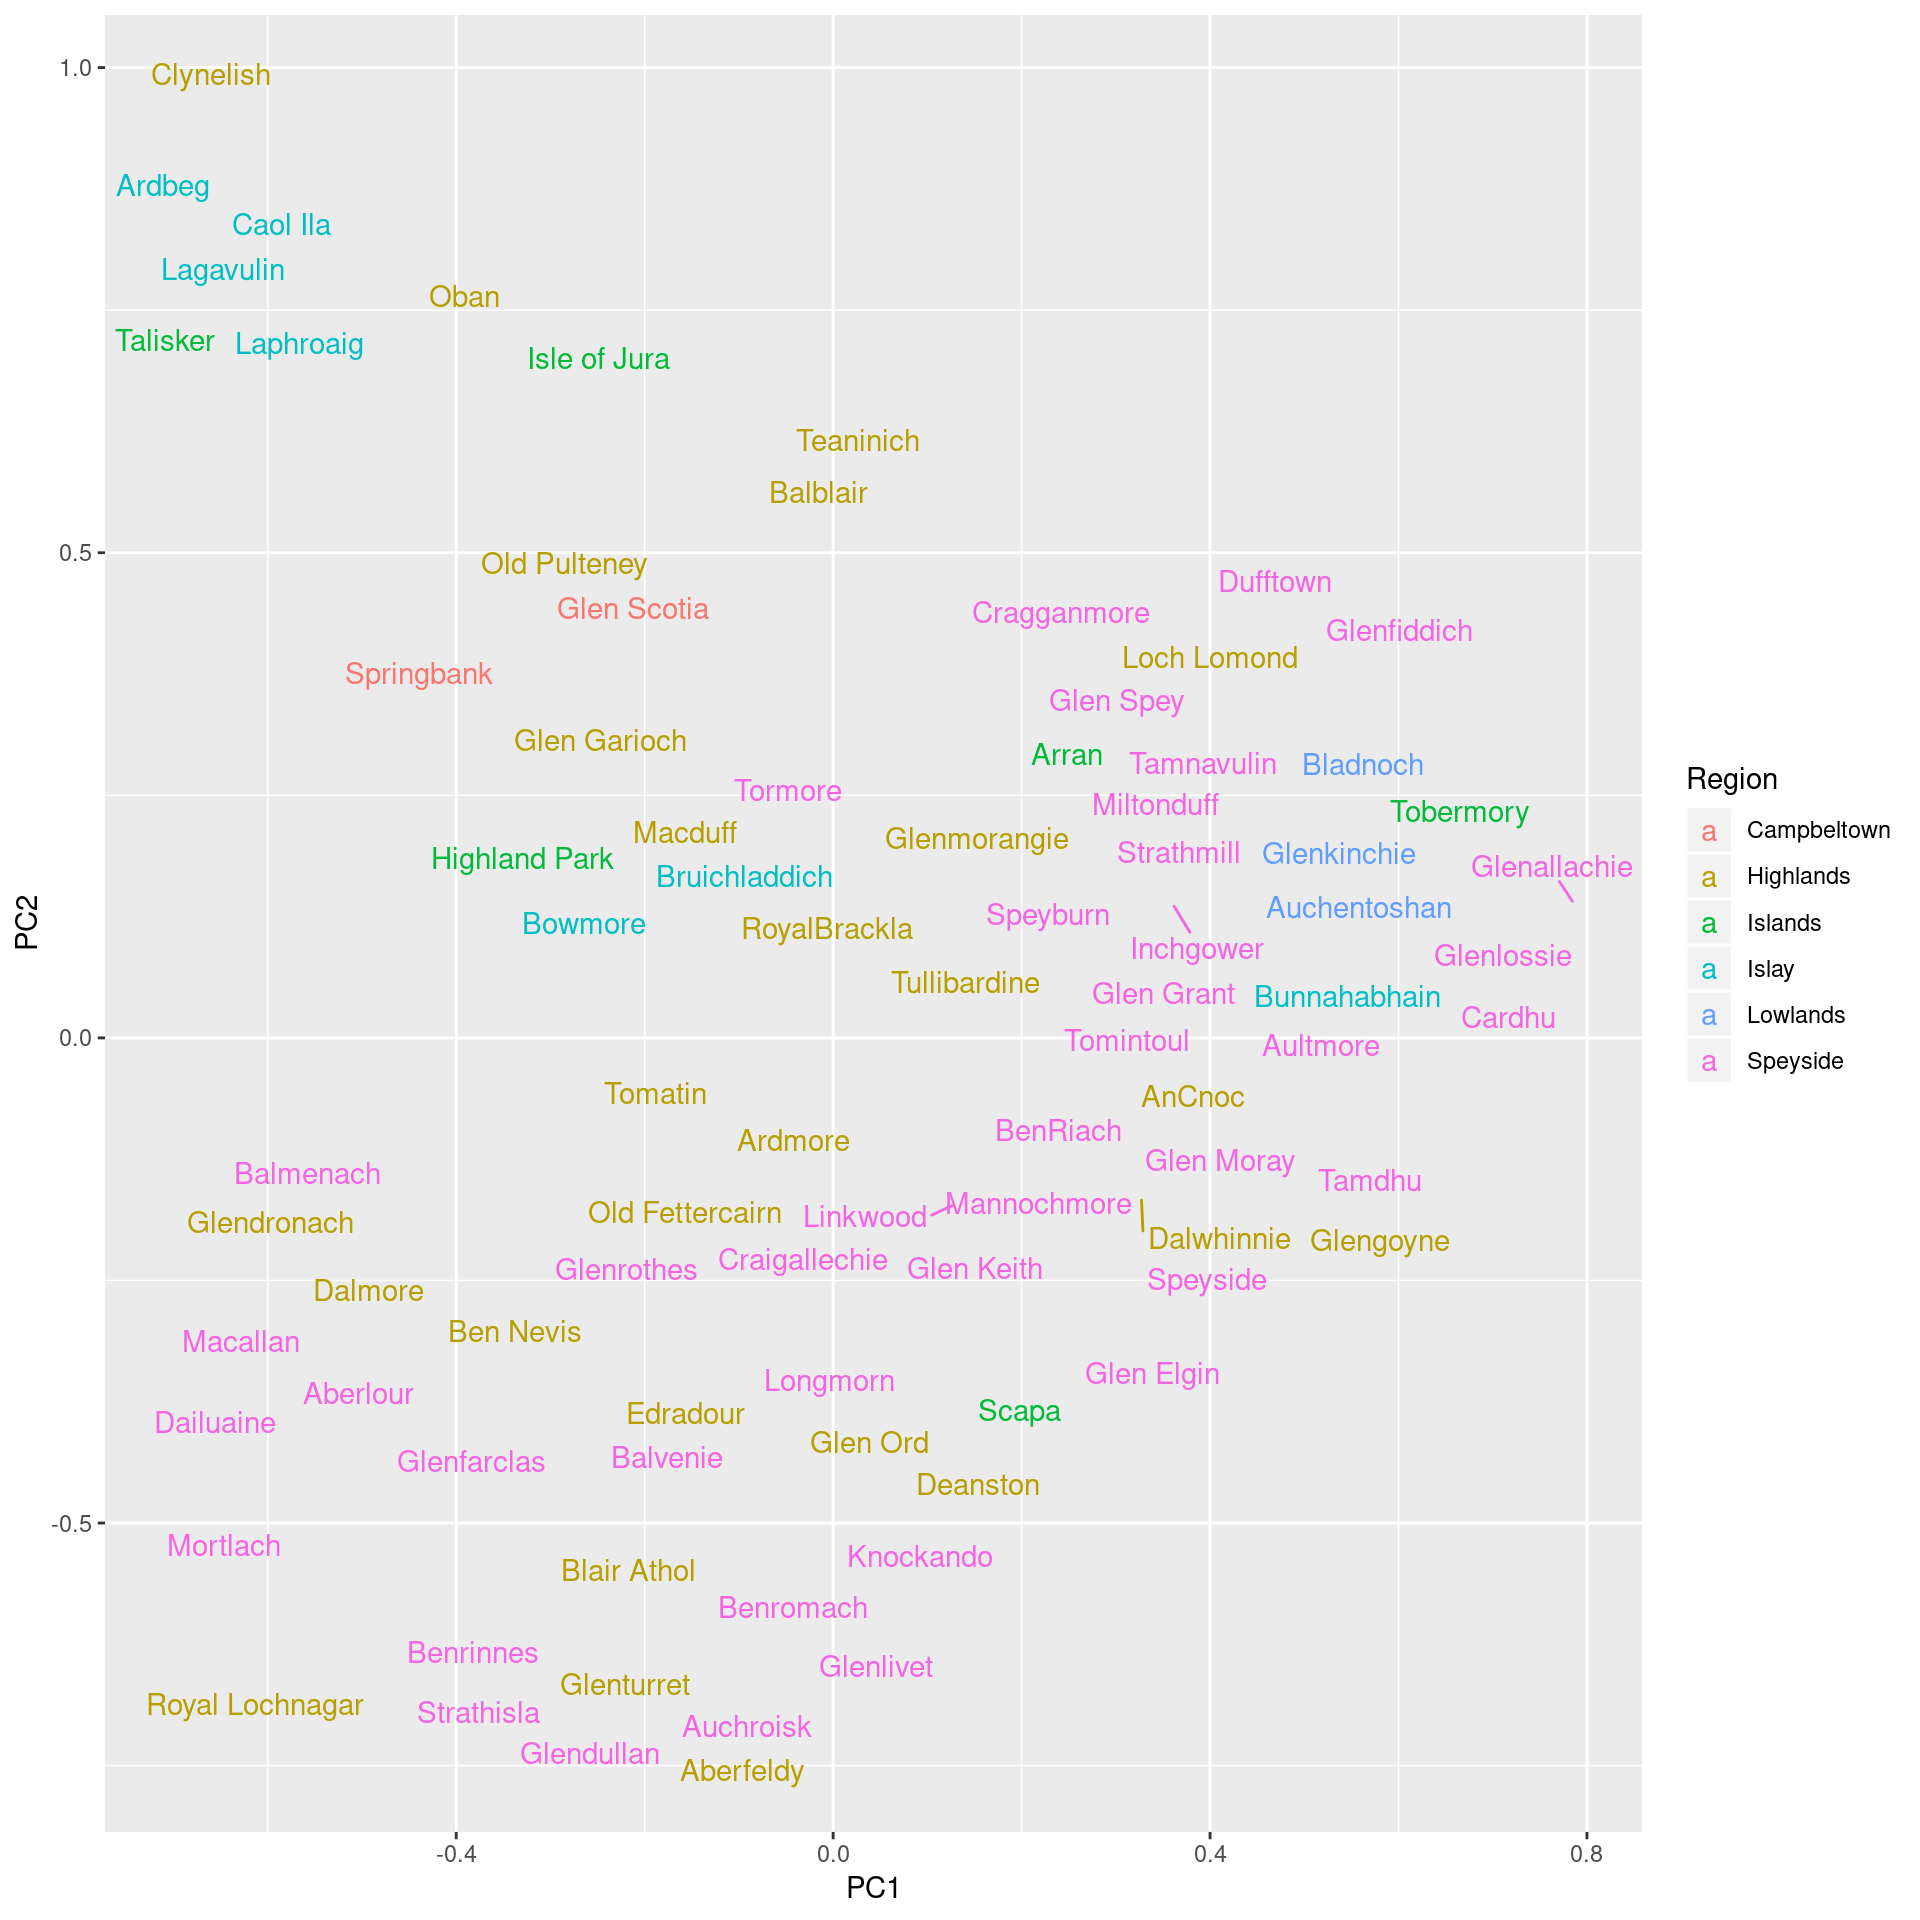 1.0
Clynelish
Ardbeg
Caol Ila
Lagavulin
Oban
Talisker
Laphroaig
Isle of Jura
Teaninich
Balblair
0.5
Old Pulteney
Dufftown
Glen Scotia
Cragganmore
Glenfiddich
Loch Lomond
Springbank
Glen Spey
Glen Garioch
Arran
Tamnavulin
Bladnoch
Tormore
Miltonduff
Tobermory
Macduff
Glenmorangie
Highland Park
Strathmill
Glenkinchie
Glenallachie
Bruichladdich
Auchentoshan
Speyburn
Bowmore
RoyalBrackla
Inchgower
Glenlossie
Tullibardine
Glen Grant
Bunnahabhain
Cardhu
0.0
Tomintoul
Aultmore
Tomatin
AnCnoc
BenRiach
Ardmore
Glen Moray
Balmenach
Tamdhu
Mannochmore
Old Fettercairn
Linkwood
Glendronach
Dalwhinnie
Glengoyne
Craigallechie
Glenrothes
Glen Keith
Speyside
Dalmore
Ben Nevis
Macallan
Glen Elgin
Longmorn
Aberlour
Scapa
Edradour
Dailuaine
Glen Ord
Balvenie
Glenfarclas
Deanston
-0.5
Mortlach
Knockando
Blair Athol
Benromach
Benrinnes
Glenlivet
Glenturret
Royal Lochnagar
Strathisla
Auchroisk
Glendullan
Aberfeldy
-0.4
0.0
0.4
0.8
PC1
PC2
Region
a Campbeltown
a Highlands
a Islands
a Islay
a Lowlands
a Speyside